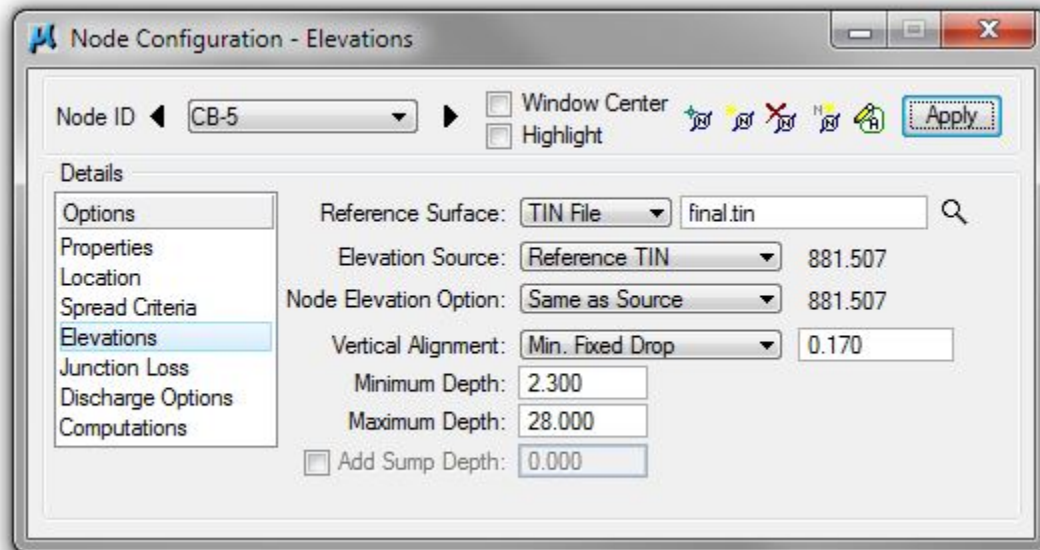 Node Configuration - Elevations
Node ID CB-5 Window Center Apply
Highlight
Details
Options
Properties
Location
Spread Criteria
Elevations
Junction Loss
Discharge Options
Computations
Reference Surface: TIN File final.tin
Elevation Source: Reference TIN 881.507
Node Elevation Option: Same as Source 881.507
Vertical Alignment: Min. Fixed Drop 0.170
Minimum Depth: 2.300
Maximum Depth: 28.000
Add Sump Depth: 0.000